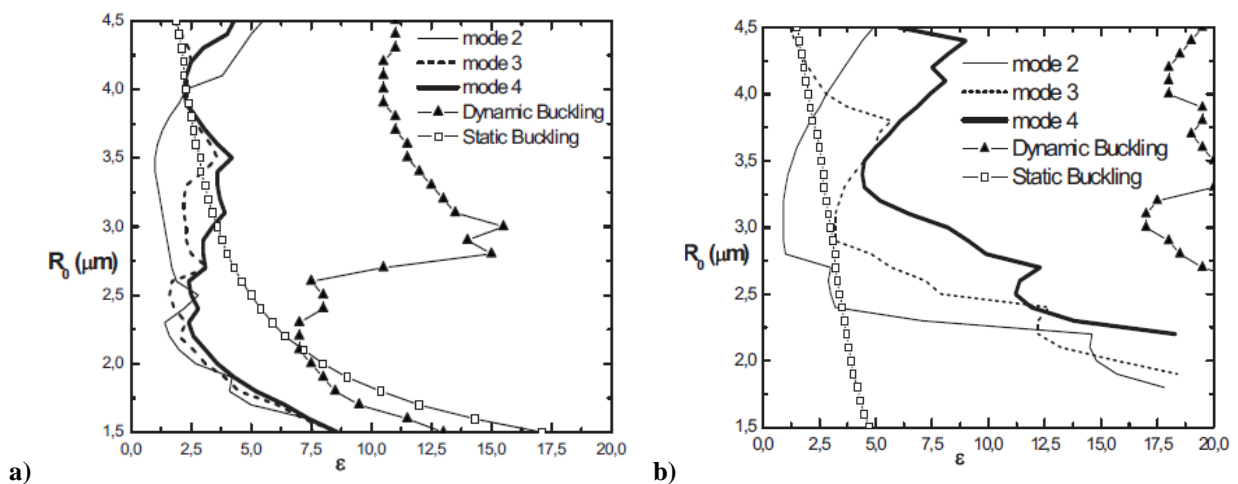 a)
R₀ (μm)
4,5
4,0
3,5
3,0
2,5
2,0
1,5
0,0 2,5 5,0 7,5 10,0 12,5 15,0 17,5 20,0
ε
mode 2
mode 3
mode 4
Dynamic Buckling
Static Buckling
b)
R₀ (μm)
4,5
4,0
3,5
3,0
2,5
2,0
1,5
0,0 2,5 5,0 7,5 10,0 12,5 15,0 17,5 20,0
ε
mode 2
mode 3
mode 4
Dynamic Buckling
Static Buckling